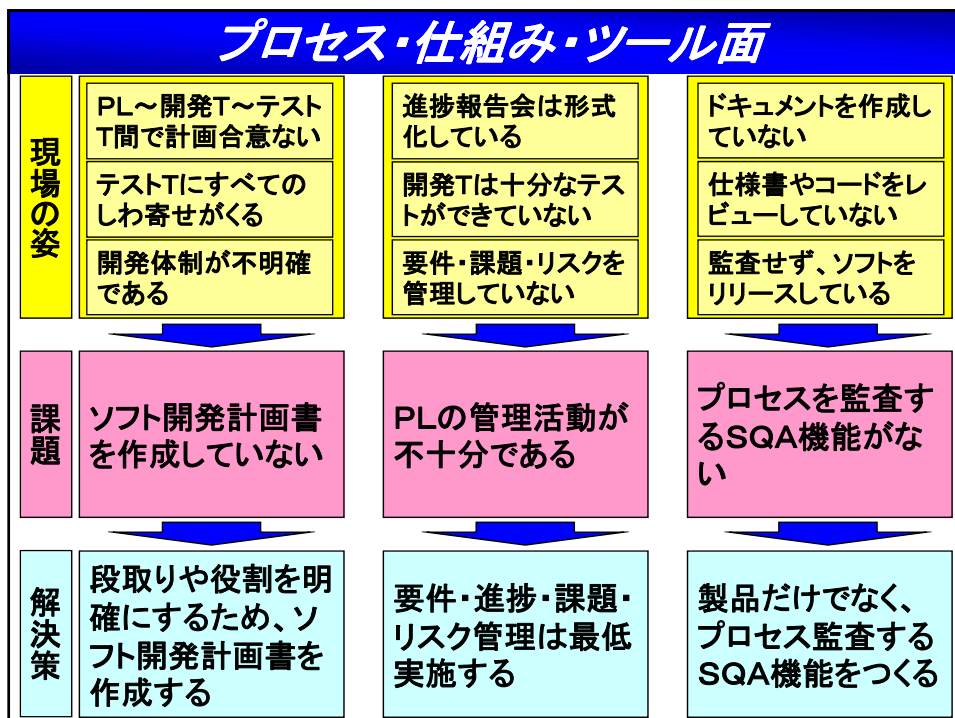 プロセス・仕組み・ツール面
現場の姿
PL～開発T～テスト
T間で計画合意ない
テストTにすべての
しわ寄せがくる
開発体制が不明確
である
進捗報告会は形式
化している
開発Tは十分なテス
トができていない
要件・課題・リスクを
管理していない
ドキュメントを作成し
ていない
仕様書やコードをレ
ビューしていない
監査せず、ソフトを
リリースしている
課題
ソフト開発計画書
を作成していない
PLの管理活動が
不十分である
プロセスを監査す
るSQA機能がな
い
解決策
段取りや役割を明
確にするため、ソ
フト開発計画書を
作成する
要件・進捗・課題・
リスク管理は最低
実施する
製品だけでなく、
プロセス監査する
SQA機能をつくる